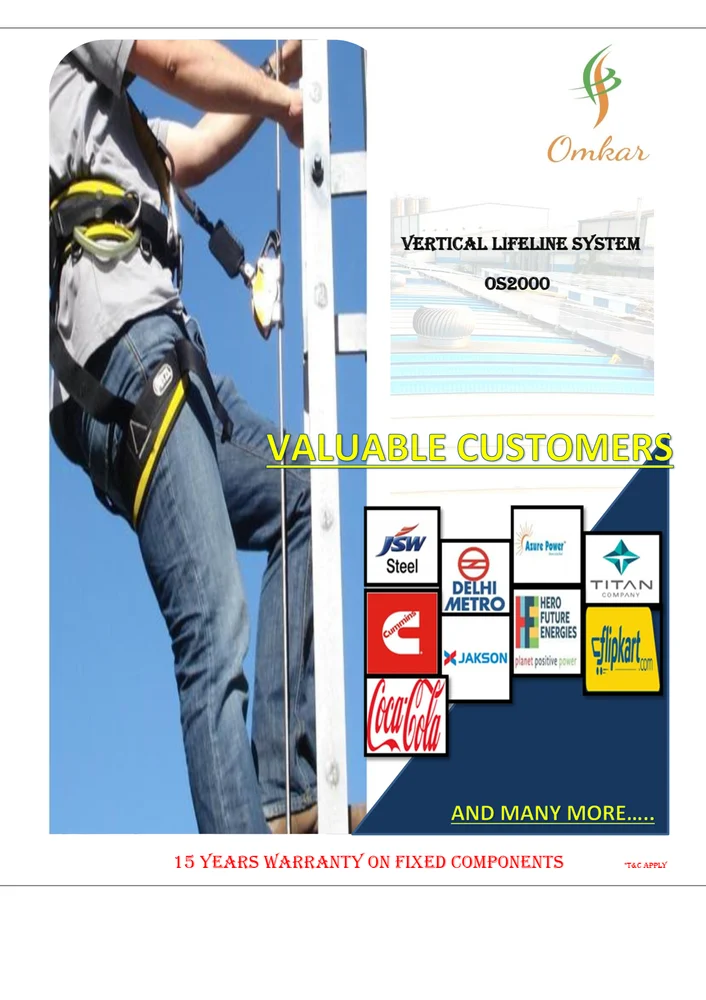 Omkar
VERTICAL LIFELINE SYSTEM
OS2000
VALUABLE CUSTOMERS
JSW
Steel
DELHI
METRO
Azure Power
TITAN
COMPANY
Cummins
JAKSON
HERO
FUTURE
ENERGIES
planet positive power
flipkart.com
Coca-Cola
AND MANY MORE.....
15 YEARS WARRANTY ON FIXED COMPONENTS
*T&C APPLY